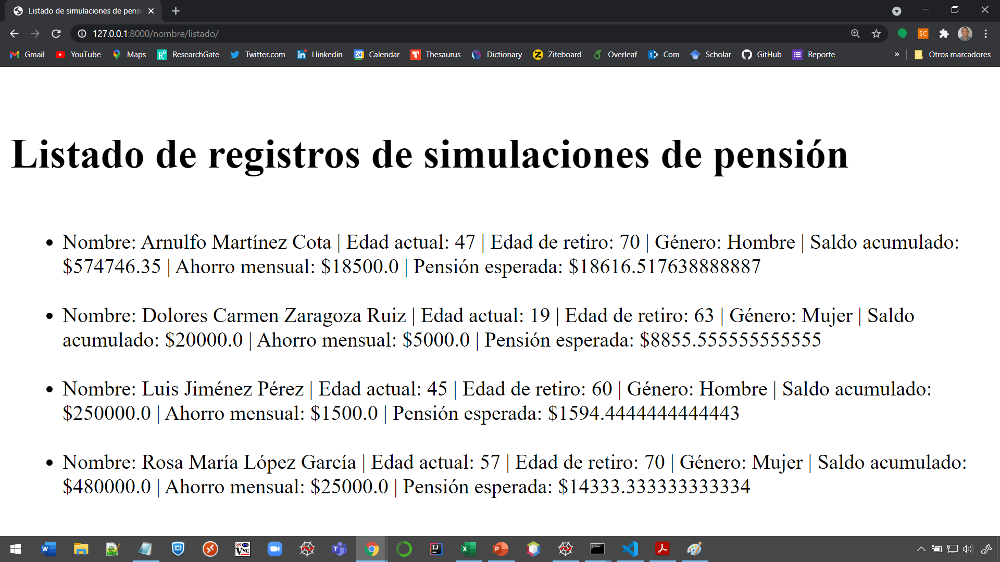 Listado de simulaciones de pensi
127.0.0.1:8000/nombre/listado/
SC
Gmail YouTube Maps ResearchGate Twitter.com Llinkedin Calendar Thesaurus Dictionary Ziteboard Overleaf Com Scholar GitHub Reporte » Otros marcadores
Listado de registros de simulaciones de pensión
• Nombre: Arnulfo Martínez Cota | Edad actual: 47 | Edad de retiro: 70 | Género: Hombre | Saldo acumulado:
$574746.35 | Ahorro mensual: $18500.0 | Pensión esperada: $18616.517638888887
• Nombre: Dolores Carmen Zaragoza Ruiz | Edad actual: 19 | Edad de retiro: 63 | Género: Mujer | Saldo
acumulado: $20000.0 | Ahorro mensual: $5000.0 | Pensión esperada: $8855.555555555555
• Nombre: Luis Jiménez Pérez | Edad actual: 45 | Edad de retiro: 60 | Género: Hombre | Saldo acumulado:
$250000.0 | Ahorro mensual: $1500.0 | Pensión esperada: $1594.4444444444443
• Nombre: Rosa María López García | Edad actual: 57 | Edad de retiro: 70 | Género: Mujer | Saldo acumulado:
$480000.0 | Ahorro mensual: $25000.0 | Pensión esperada: $14333.333333333334